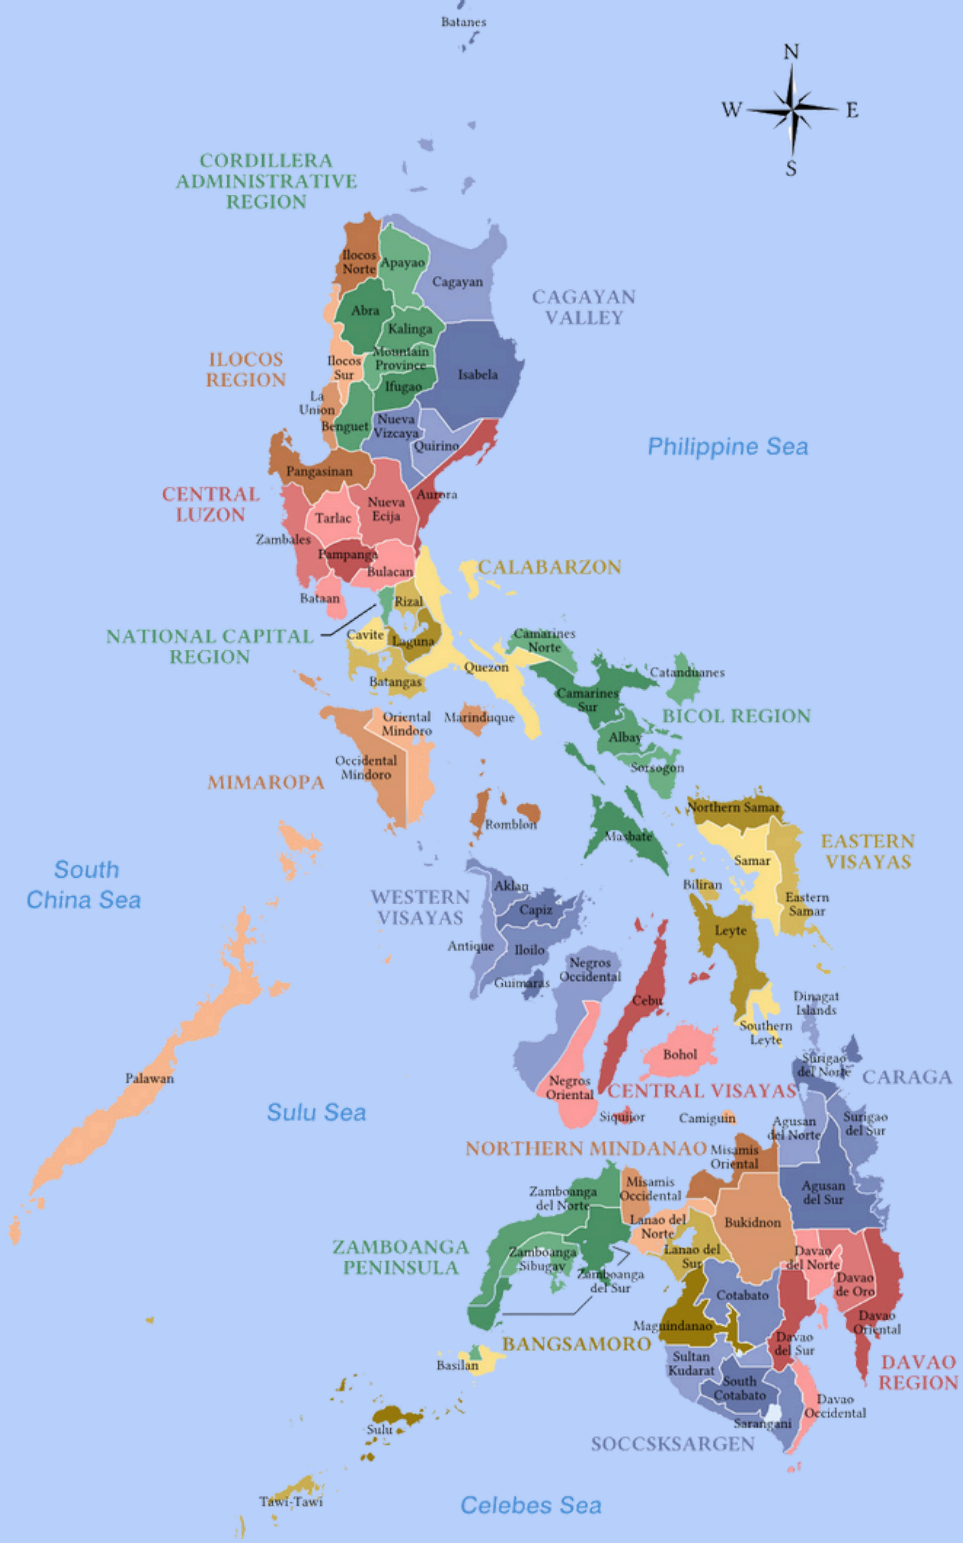 Batanes
N
W
E
S
CORDILLERA
ADMINISTRATIVE
REGION
Ilocos
Norte
Apayao
Cagayan
CAGAYAN
VALLEY
Abra
Kalinga
ILOCOS
REGION
Ilocos
Sur
Mountain
Province
Ifugao
Isabela
La
Union
Benguet
Nueva
Vizcaya
Quirino
Philippine Sea
Pangasinan
CENTRAL
LUZON
Tarlac
Nueva
Ecija
Aurora
Zambales
Pampanga
Bulacan
CALABARZON
Bataan
Rizal
NATIONAL CAPITAL
REGION
Cavite
Laguna
Batangas
Quezon
Camarines
Norte
Catanduanes
Camarines
Sur
BICOL REGION
Albay
Sorsogon
Oriental
Mindoro
Marinduque
Occidental
Mindoro
MIMAROPA
Romblon
Masbate
Northern Samar
EASTERN
VISAYAS
Samar
Biliran
Eastern
Samar
South
China Sea
WESTERN
VISAYAS
Aklan
Capiz
Antique
Iloilo
Guimaras
Negros
Occidental
Leyte
Cebu
Dinagat
Islands
Southern
Leyte
Bohol
Surigao
del Norte
CARAGA
Palawan
Negros
Oriental
CENTRAL VISAYAS
Sulu Sea
Siquijor
Camiguin
Agusan
del Norte
Surigao
del Sur
NORTHERN MINDANAO
Misamis
Oriental
Zamboanga
del Norte
Misamis
Occidental
Agusan
del Sur
Lanao del
Norte
Bukidnon
ZAMBOANGA
PENINSULA
Zamboanga
Sibugay
Lanao del
Sur
Davao
del Norte
Zamboanga
del Sur
Davao
de Oro
Cotabato
Maguindanao
Davao
Oriental
BANGSAMORO
Davao
del Sur
Basilan
Sultan
Kudarat
DAVAO
REGION
South
Cotabato
Davao
Occidental
Sarangani
Sulu
SOCCSKSARGEN
Tawi-Tawi
Celebes Sea